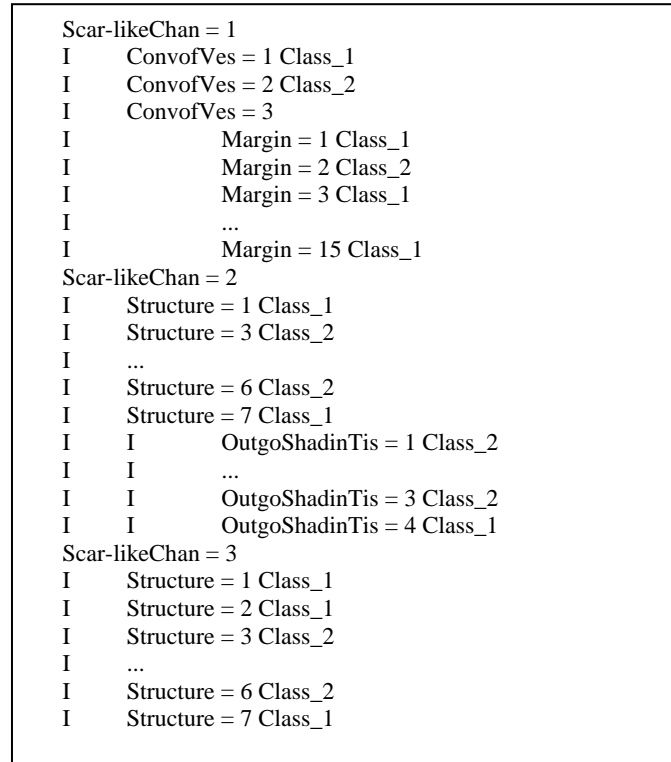 Scar-likeChan = 1
I ConvofVes = 1 Class_1
I ConvofVes = 2 Class_2
I ConvofVes = 3
I Margin = 1 Class_1
I Margin = 2 Class_2
I Margin = 3 Class_1
I ...
I Margin = 15 Class_1
Scar-likeChan = 2
I Structure = 1 Class_1
I Structure = 3 Class_2
I ...
I Structure = 6 Class_2
I Structure = 7 Class_1
I I OutgoShadinTis = 1 Class_2
I I ...
I I OutgoShadinTis = 3 Class_2
I I OutgoShadinTis = 4 Class_1
Scar-likeChan = 3
I Structure = 1 Class_1
I Structure = 2 Class_1
I Structure = 3 Class_2
I ...
I Structure = 6 Class_2
I Structure = 7 Class_1